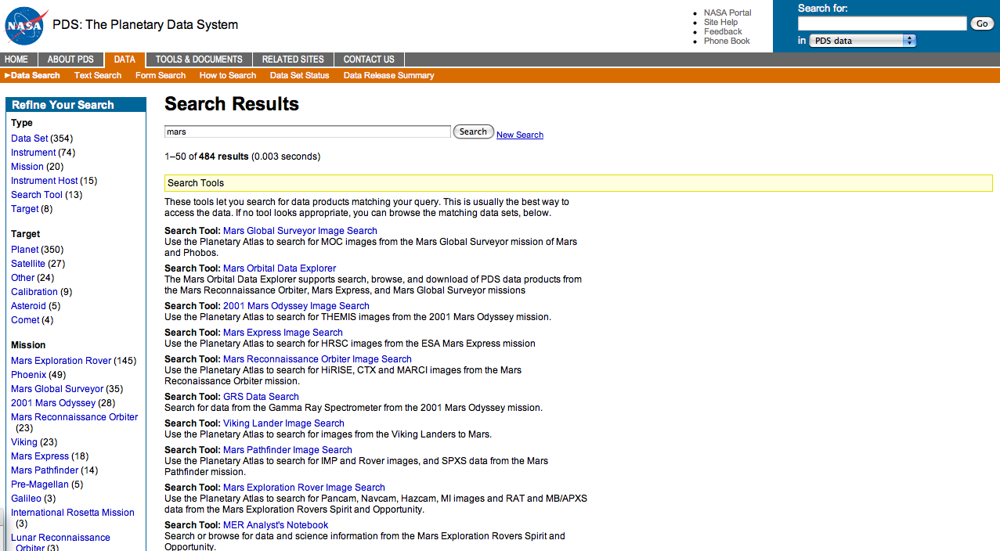 NASA
PDS: The Planetary Data System
NASA Portal
Site Help
Feedback
Phone Book
Search for:
Go
in PDS data
HOME ABOUT PDS DATA TOOLS & DOCUMENTS RELATED SITES CONTACT US
Data Search Text Search Form Search How to Search Data Set Status Data Release Summary
Refine Your Search
Type
Data Set (354)
Instrument (74)
Mission (20)
Instrument Host (15)
Search Tool (13)
Target (8)
Target
Planet (350)
Satellite (27)
Other (24)
Calibration (9)
Asteroid (5)
Comet (4)
Mission
Mars Exploration Rover (145)
Phoenix (49)
Mars Global Surveyor (35)
2001 Mars Odyssey (28)
Mars Reconnaissance Orbiter
(23)
Viking (23)
Mars Express (18)
Mars Pathfinder (14)
Pre-Magellan (5)
Galileo (3)
International Rosetta Mission
(3)
Lunar Reconnaissance
Orbiter (3)
Search Results
mars
Search
New Search
1–50 of 484 results (0.003 seconds)
Search Tools
These tools let you search for data products matching your query. This is usually the best way to
access the data. If no tool looks appropriate, you can browse the matching data sets, below.
Search Tool: Mars Global Surveyor Image Search
Use the Planetary Atlas to search for MOC images from the Mars Global Surveyor mission of Mars
and Phobos.
Search Tool: Mars Orbital Data Explorer
The Mars Orbital Data Explorer supports search, browse, and download of PDS data products from
the Mars Reconnaissance Orbiter, Mars Express, and Mars Global Surveyor missions
Search Tool: 2001 Mars Odyssey Image Search
Use the Planetary Atlas to search for THEMIS images from the 2001 Mars Odyssey mission.
Search Tool: Mars Express Image Search
Use the Planetary Atlas to search for HRSC images from the ESA Mars Express mission
Search Tool: Mars Reconnaissance Orbiter Image Search
Use the Planetary Atlas to search for HiRISE, CTX and MARCI images from the Mars
Reconaissance Orbiter mission.
Search Tool: GRS Data Search
Search for data from the Gamma Ray Spectrometer from the 2001 Mars Odyssey mission.
Search Tool: Viking Lander Image Search
Use the Planetary Atlas to search for images from the Viking Landers to Mars.
Search Tool: Mars Pathfinder Image Search
Use the Planetary Atlas to search for IMP and Rover images, and SPXS data from the Mars
Pathfinder mission.
Search Tool: Mars Exploration Rover Image Search
Use the Planetary Atlas to search for Pancam, Navcam, Hazcam, MI images and RAT and MB/APXS
data from the Mars Exploration Rovers Spirit and Opportunity.
Search Tool: MER Analyst's Notebook
Search or browse for data and science information from the Mars Exploration Rovers Spirit and
Opportunity.